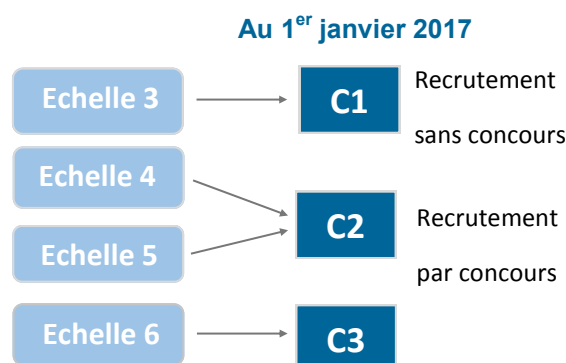 Au 1er janvier 2017
Echelle 3
C1
Recrutement
sans concours
Echelle 4
Echelle 5
C2
Recrutement
par concours
Echelle 6
C3